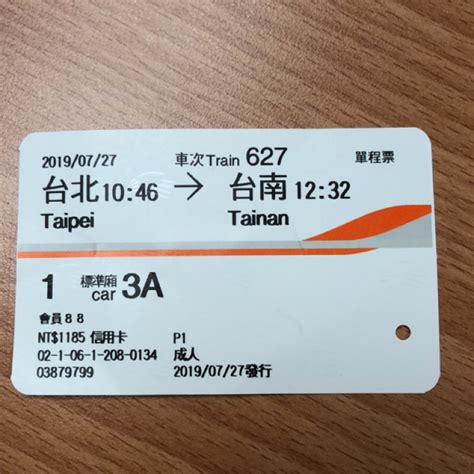 2019/07/27 車次Train 627 單程票
台北10:46 → 台南12:32
Taipei Tainan
1 標準廂 car 3A
會員88
NT$1185 信用卡 P1
02-1-06-1-208-0134 成人
03879799 2019/07/27發行